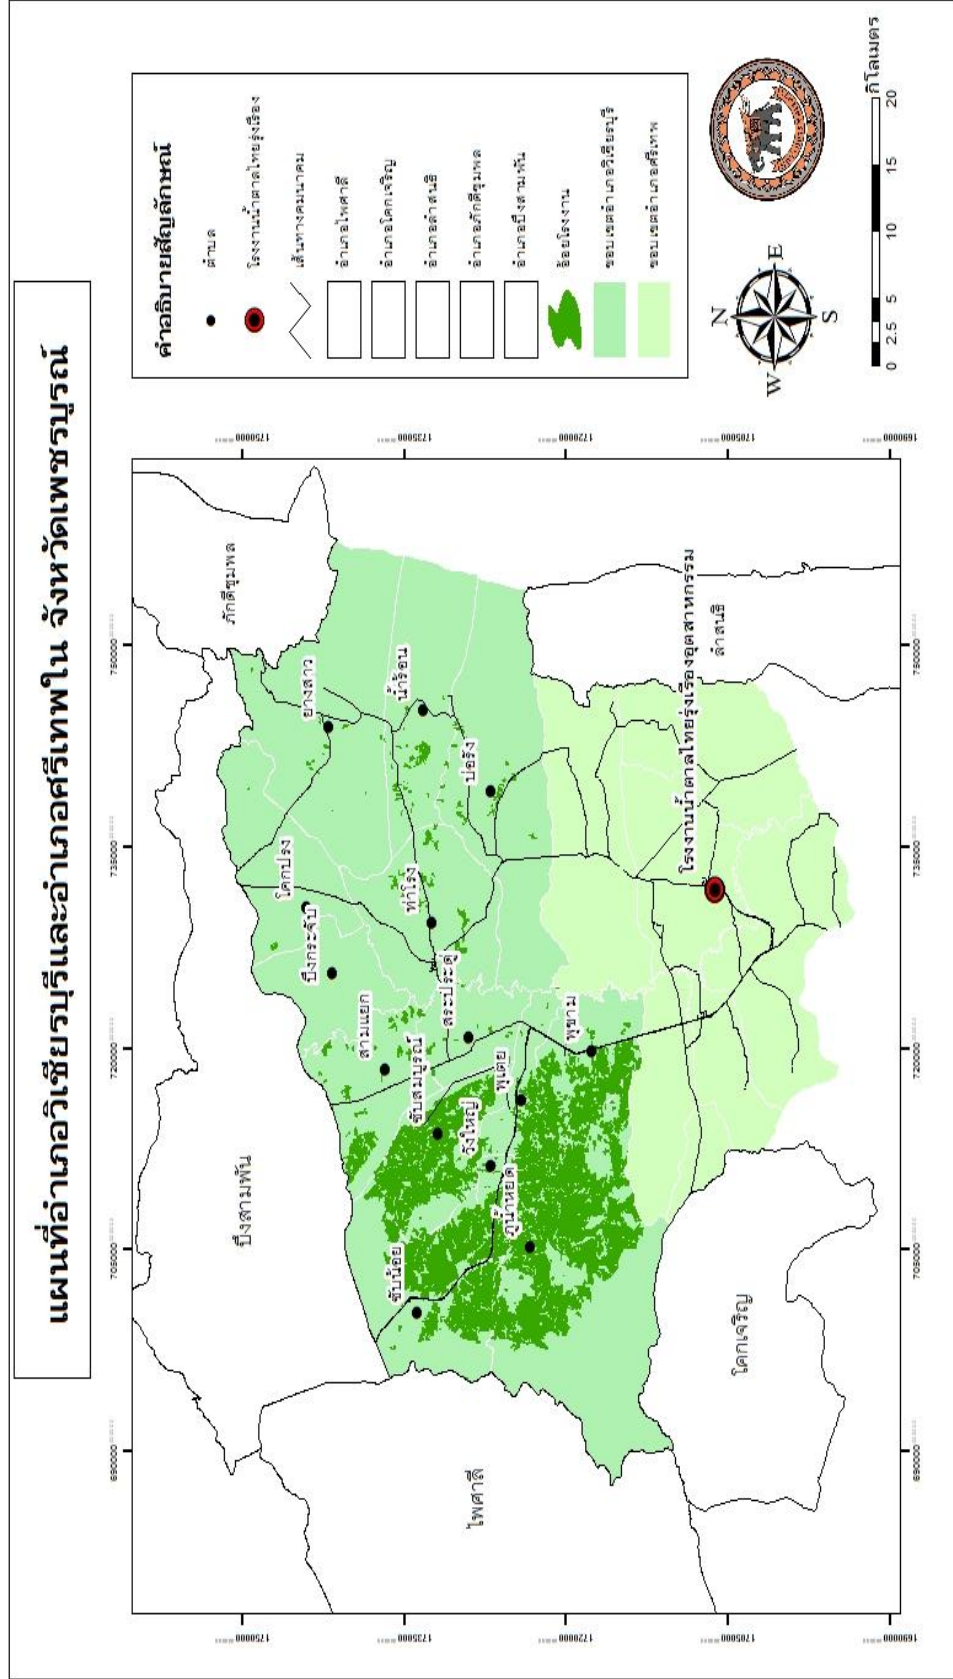 แผนที่อำเภอวิเชียรบุรีและอำเภอศรีเทพใน จังหวัดเพชรบูรณ์
690000
705000
720000
735000
750000
ภักดีชุมพล
บึงสามพัน
ไพศาลี
โคกเจริญ
ลำสนธิ
ยางสาว
น้ำร้อน
บ่อรัง
โคกปรง
บึงกระจับ
ท่าโรง
สามแยก
สระประดู่
ซับสมบูรณ์
พุขาม
พุเตย
วังใหญ่
ภูน้ำหยด
ซับน้อย
โรงงานน้ำตาลไทยรุ่งเรืองอุตสาหกรรม
690000
705000
720000
735000
750000
1750000
1735000
1720000
1705000
1690000
1750000
1735000
1720000
1705000
1690000
คำอธิบายสัญลักษณ์
ตำบล
โรงงานน้ำตาลไทยรุ่งเรือง
เส้นทางคมนาคม
อำเภอไพศาลี
อำเภอโคกเจริญ
อำเภอลำสนธิ
อำเภอภักดีชุมพล
อำเภอบึงสามพัน
อ้อยโรงงาน
ขอบเขตอำเภอวิเชียรบุรี
ขอบเขตอำเภอศรีเทพ
N
W E
S
0 2.5 5 10 15 20
กิโลเมตร